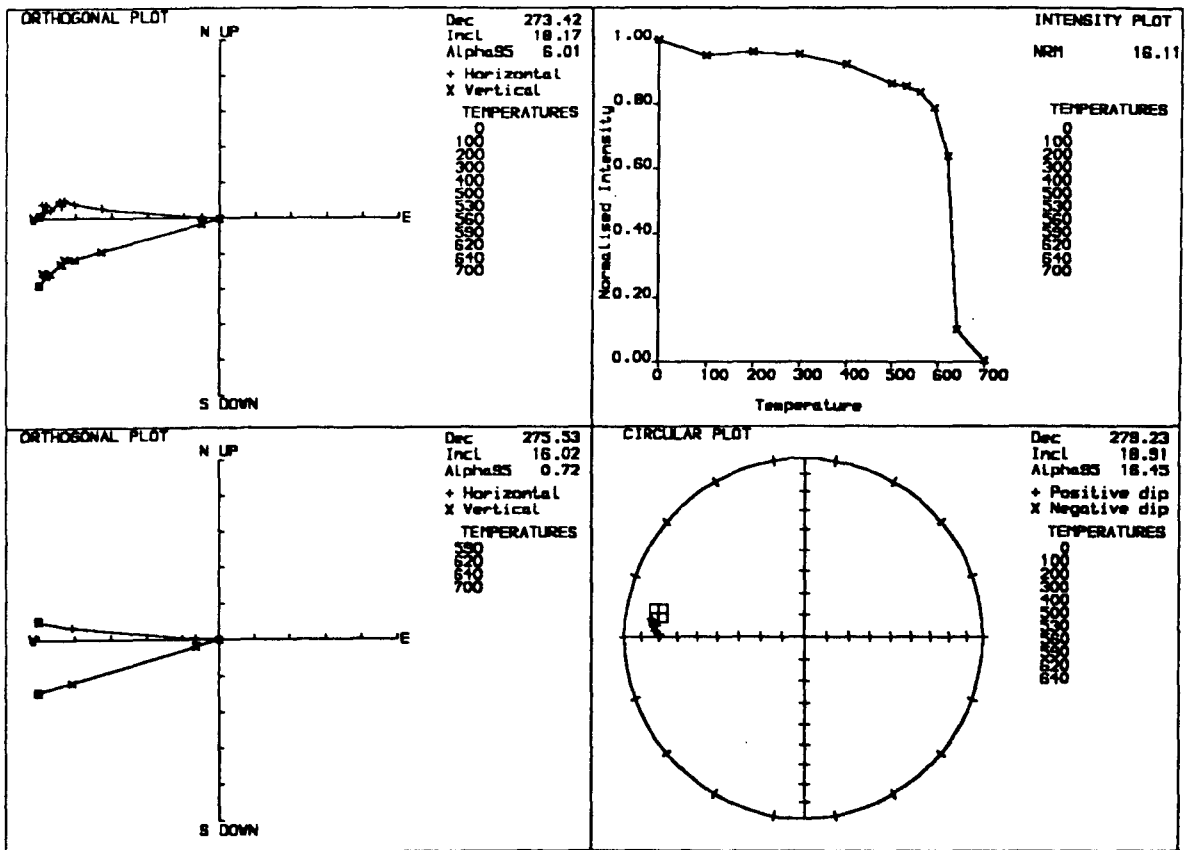 ORTHOGONAL PLOT
N UP
Dec 273.42
Incl 18.17
Alpha95 6.01
+ Horizontal
X Vertical
TEMPERATURES
0
100
200
300
400
500
530
560
590
620
640
700
W
E
S DOWN
INTENSITY PLOT
NRM 16.11
TEMPERATURES
0
100
200
300
400
500
530
560
590
620
640
700
Normalised Intensity
1.00
0.80
0.60
0.40
0.20
0.00
0 100 200 300 400 500 600 700
Temperature
ORTHOGONAL PLOT
N UP
Dec 275.53
Incl 16.02
Alpha95 0.72
+ Horizontal
X Vertical
TEMPERATURES
590
620
640
700
W
E
S DOWN
CIRCULAR PLOT
Dec 279.23
Incl 18.91
Alpha95 16.45
+ Positive dip
X Negative dip
TEMPERATURES
0
100
200
300
400
500
530
560
590
620
640